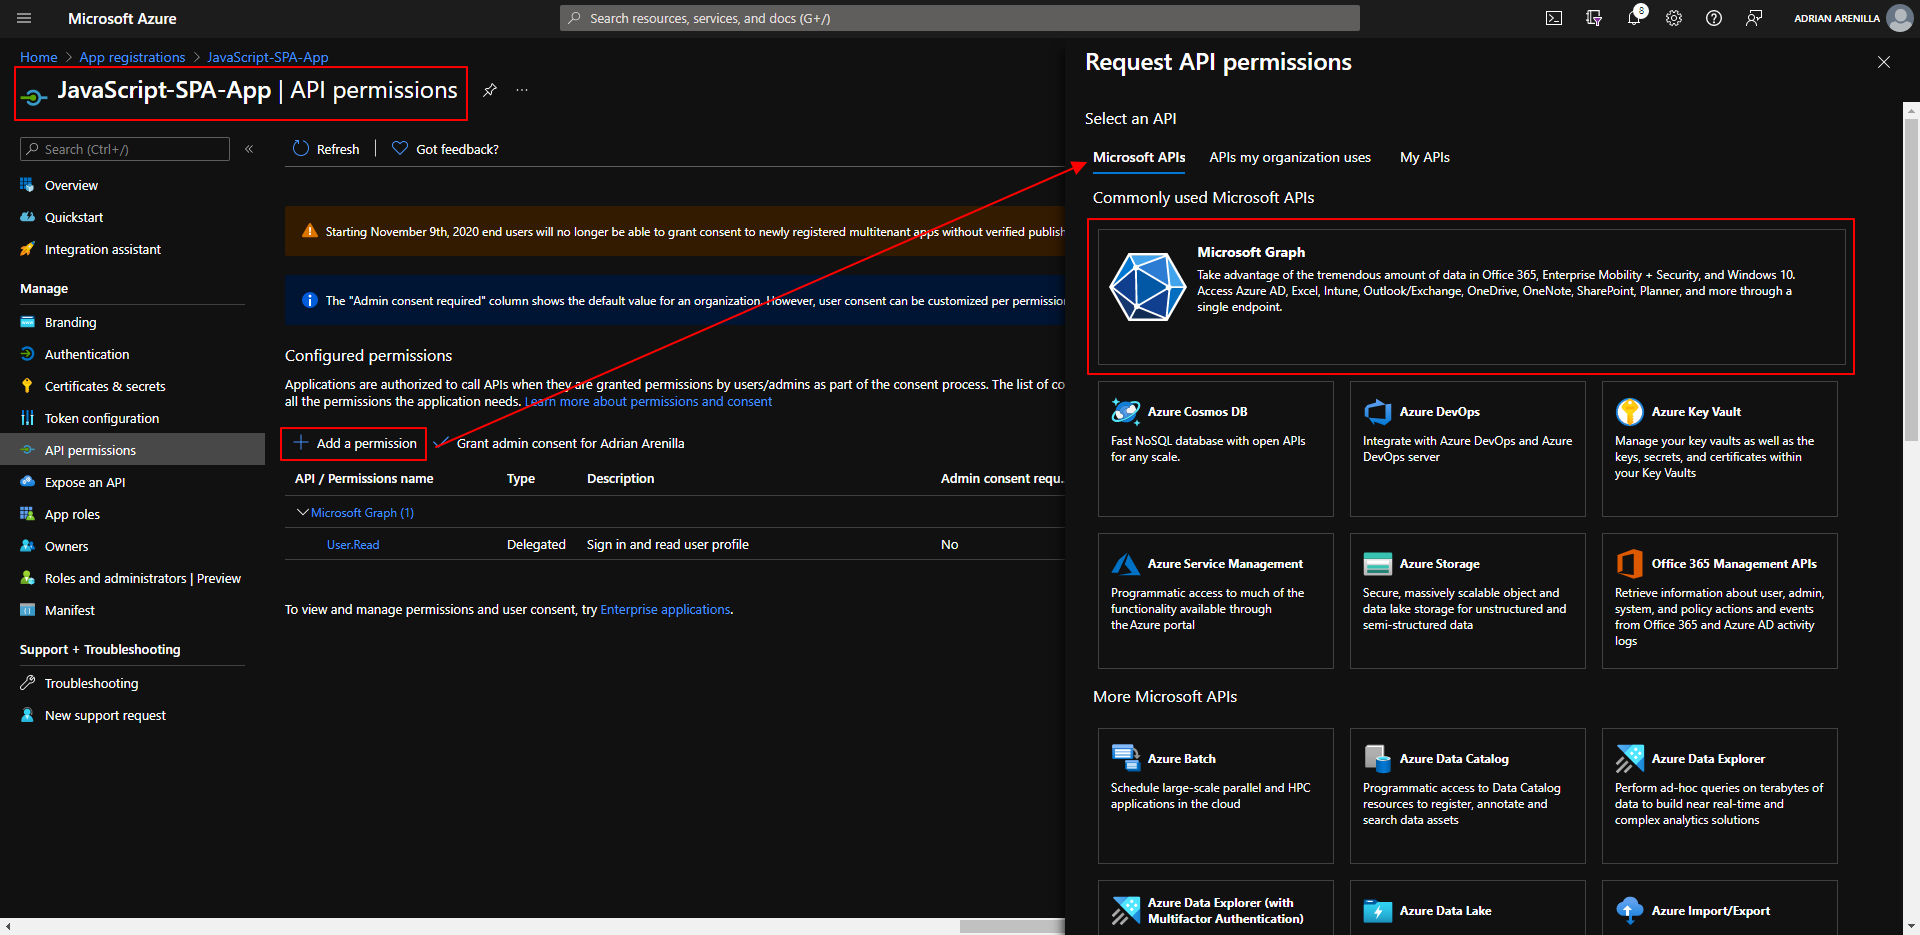 Microsoft Azure
Search resources, services, and docs (G+/)
8
ADRIAN ARENILLA
Home > App registrations > JavaScript-SPA-App
JavaScript-SPA-App | API permissions
...
Search (Ctrl+/)
«
Overview
Quickstart
Integration assistant
Manage
Branding
Authentication
Certificates & secrets
Token configuration
API permissions
Expose an API
App roles
Owners
Roles and administrators | Preview
Manifest
Support + Troubleshooting
Troubleshooting
New support request
Refresh
Got feedback?
Starting November 9th, 2020 end users will no longer be able to grant consent to newly registered multitenant apps without verified publish
The "Admin consent required" column shows the default value for an organization. However, user consent can be customized per permissio
Configured permissions
Applications are authorized to call APIs when they are granted permissions by users/admins as part of the consent process. The list of co
all the permissions the application needs. Learn more about permissions and consent
Add a permission
Grant admin consent for Adrian Arenilla
API / Permissions name
Type
Description
Admin consent requ...
Microsoft Graph (1)
User.Read
Delegated
Sign in and read user profile
No
To view and manage permissions and user consent, try Enterprise applications.
Request API permissions
Select an API
Microsoft APIs
APIs my organization uses
My APIs
Commonly used Microsoft APIs
Microsoft Graph
Take advantage of the tremendous amount of data in Office 365, Enterprise Mobility + Security, and Windows 10.
Access Azure AD, Excel, Intune, Outlook/Exchange, OneDrive, OneNote, SharePoint, Planner, and more through a
single endpoint.
Azure Cosmos DB
Fast NoSQL database with open APIs
for any scale.
Azure DevOps
Integrate with Azure DevOps and Azure
DevOps server
Azure Key Vault
Manage your key vaults as well as the
keys, secrets, and certificates within
your Key Vaults
Azure Service Management
Programmatic access to much of the
functionality available through
the Azure portal
Azure Storage
Secure, massively scalable object and
data lake storage for unstructured and
semi-structured data
Office 365 Management APIs
Retrieve information about user, admin,
system, and policy actions and events
from Office 365 and Azure AD activity
logs
More Microsoft APIs
Azure Batch
Schedule large-scale parallel and HPC
applications in the cloud
Azure Data Catalog
Programmatic access to Data Catalog
resources to register, annotate and
search data assets
Azure Data Explorer
Perform ad-hoc queries on terabytes of
data to build near real-time and
complex analytics solutions
Azure Data Explorer (with
Multifactor Authentication)
Azure Data Lake
Azure Import/Export